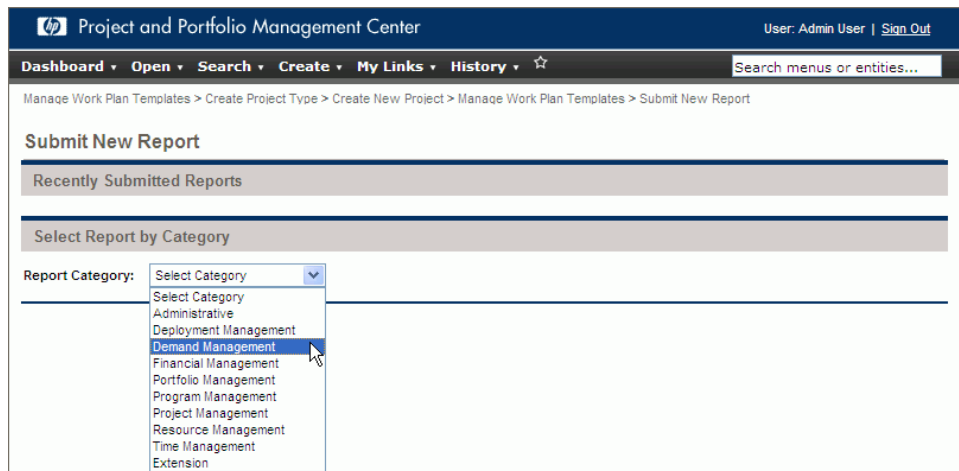 hp Project and Portfolio Management Center
User: Admin User | Sign Out
Dashboard Open Search Create My Links History
Search menus or entities...
Manage Work Plan Templates > Create Project Type > Create New Project > Manage Work Plan Templates > Submit New Report
Submit New Report
Recently Submitted Reports
Select Report by Category
Report Category: Select Category
Select Category
Administrative
Deployment Management
Demand Management
Financial Management
Portfolio Management
Program Management
Project Management
Resource Management
Time Management
Extension